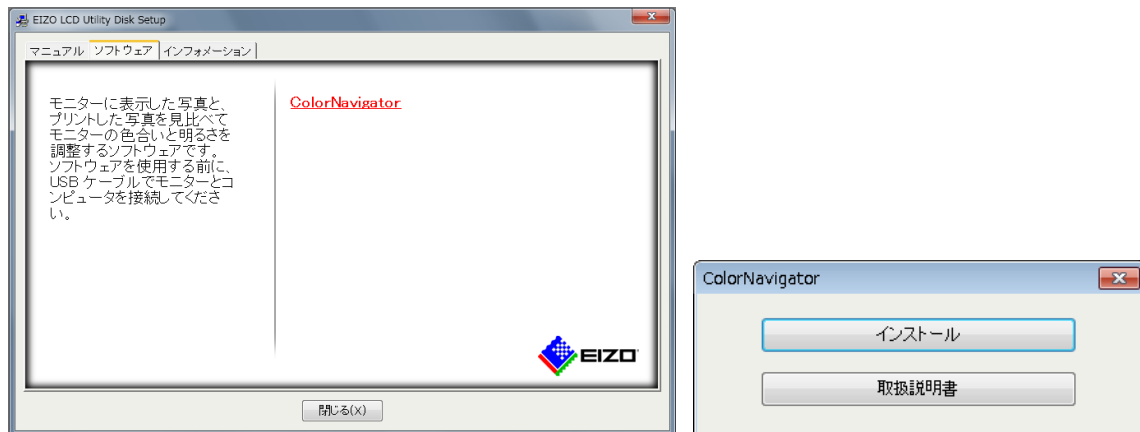 EIZO LCD Utility Disk Setup
マニュアル ソフトウェア インフォメーション
モニターに表示した写真と、
プリントした写真を見比べて
モニターの色合いと明るさを
調整するソフトウェアです。
ソフトウェアを使用する前に、
USB ケーブルでモニターとコ
ンピュータを接続してくださ
い。
ColorNavigator
EIZO
閉じる(X)
ColorNavigator
インストール
取扱説明書